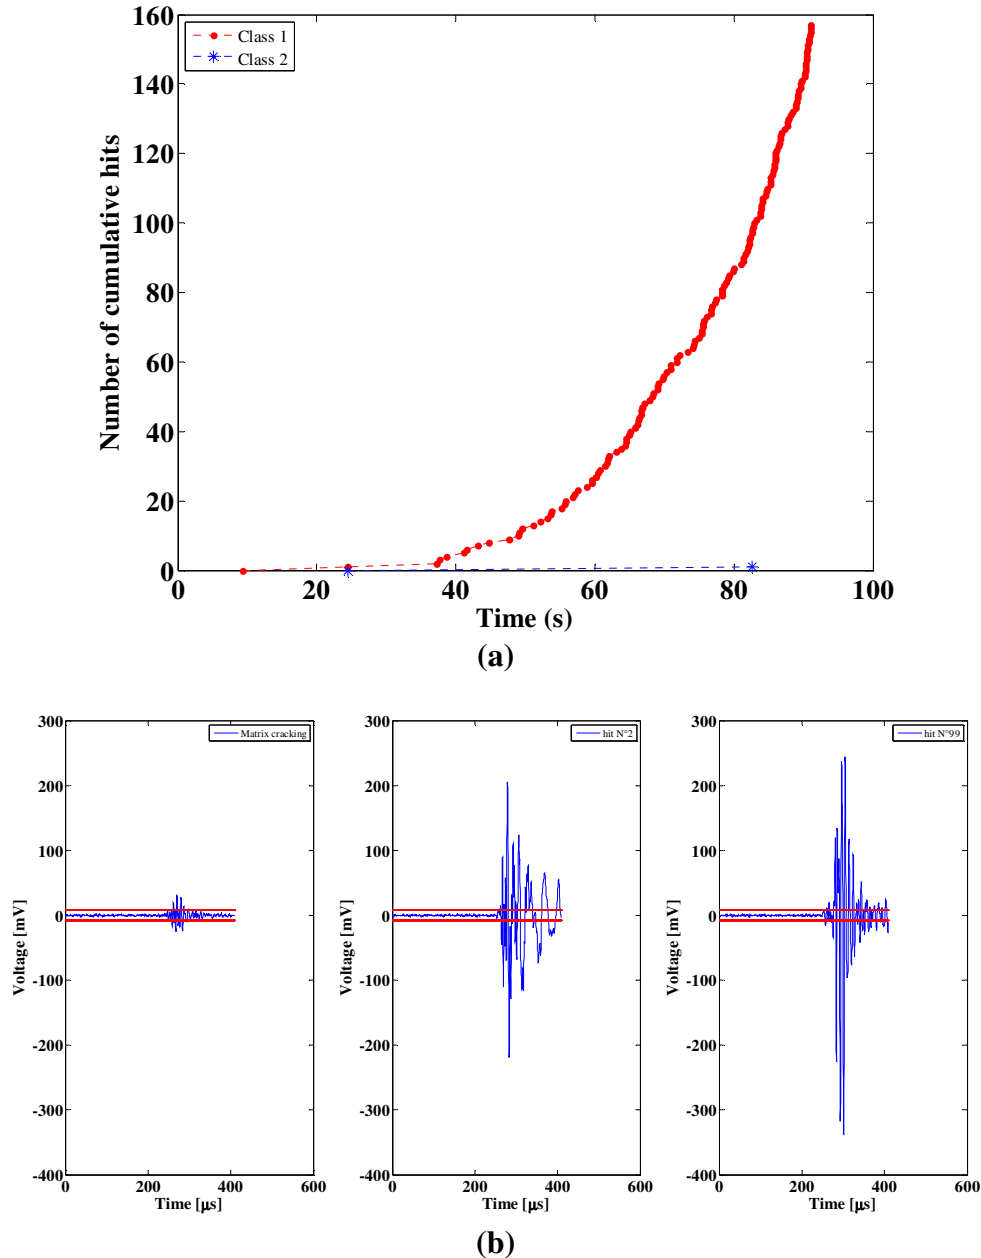 160
140
120
100
80
60
40
20
0
Number of cumulative hits
Class 1
Class 2
0 20 40 60 80 100
Time (s)
(a)
300
200
100
0
-100
-200
-300
-400
Voltage [mV]
Matrix cracking
0 200 400 600
Time [µs]
300
200
100
0
-100
-200
-300
-400
Voltage [mV]
hit N°2
0 200 400 600
Time [µs]
300
200
100
0
-100
-200
-300
-400
Voltage [mV]
hit N°99
0 200 400 600
Time [µs]
(b)